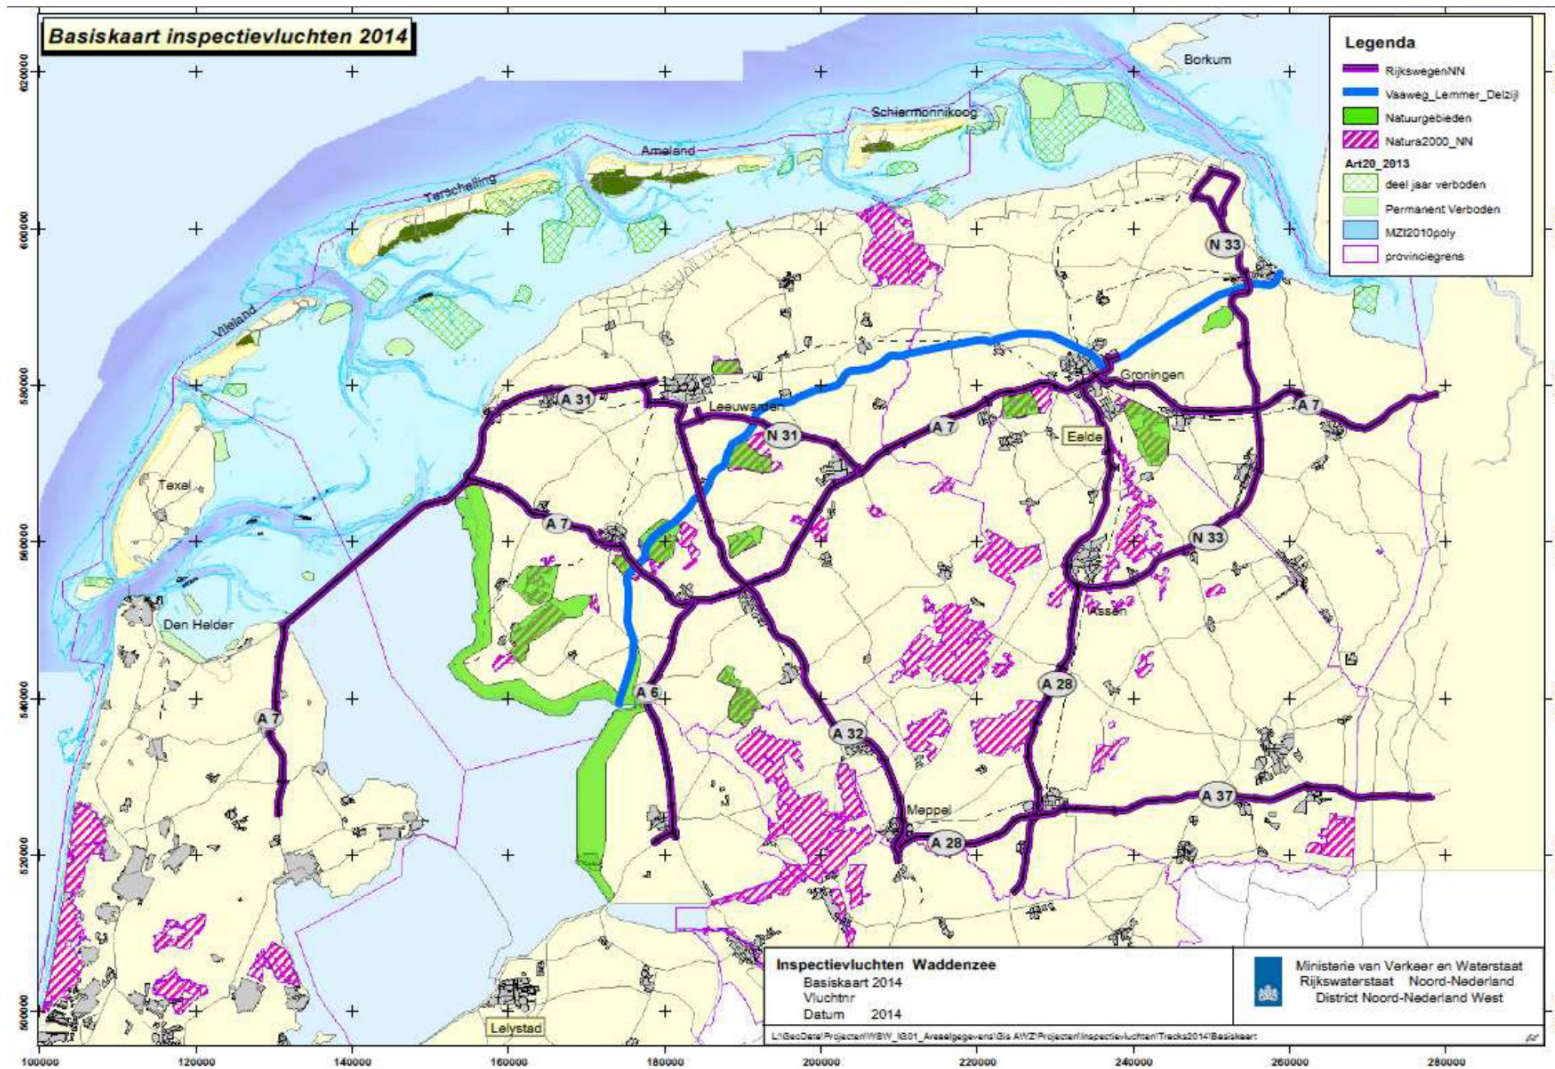 Basiskaart inspectievluchten 2014
Legenda
RijkswegenNN
Vaaweg_Lemmer_Delzijl
Natuurgebieden
Natura2000_NN
Art20_2013
deel jaar verboden
Permanent Verboden
MZI2010poly
provinciegrens
Borkum
Schiermonnikoog
Ameland
Terschelling
Vlieland
Texel
Den Helder
Leeuwarden
Groningen
Eelde
Assen
Meppel
Lelystad
N 33
A 31
N 31
A 7
A 7
A 7
N 33
A 7
A 6
A 28
A 32
A 37
A 28
620000
600000
580000
560000
540000
520000
500000
100000
120000
140000
160000
180000
200000
220000
240000
260000
280000
Inspectievluchten Waddenzee
Basiskaart 2014
Vluchtnr
Datum 2014
Ministerie van Verkeer en Waterstaat
Rijkswaterstaat Noord-Nederland
District Noord-Nederland West